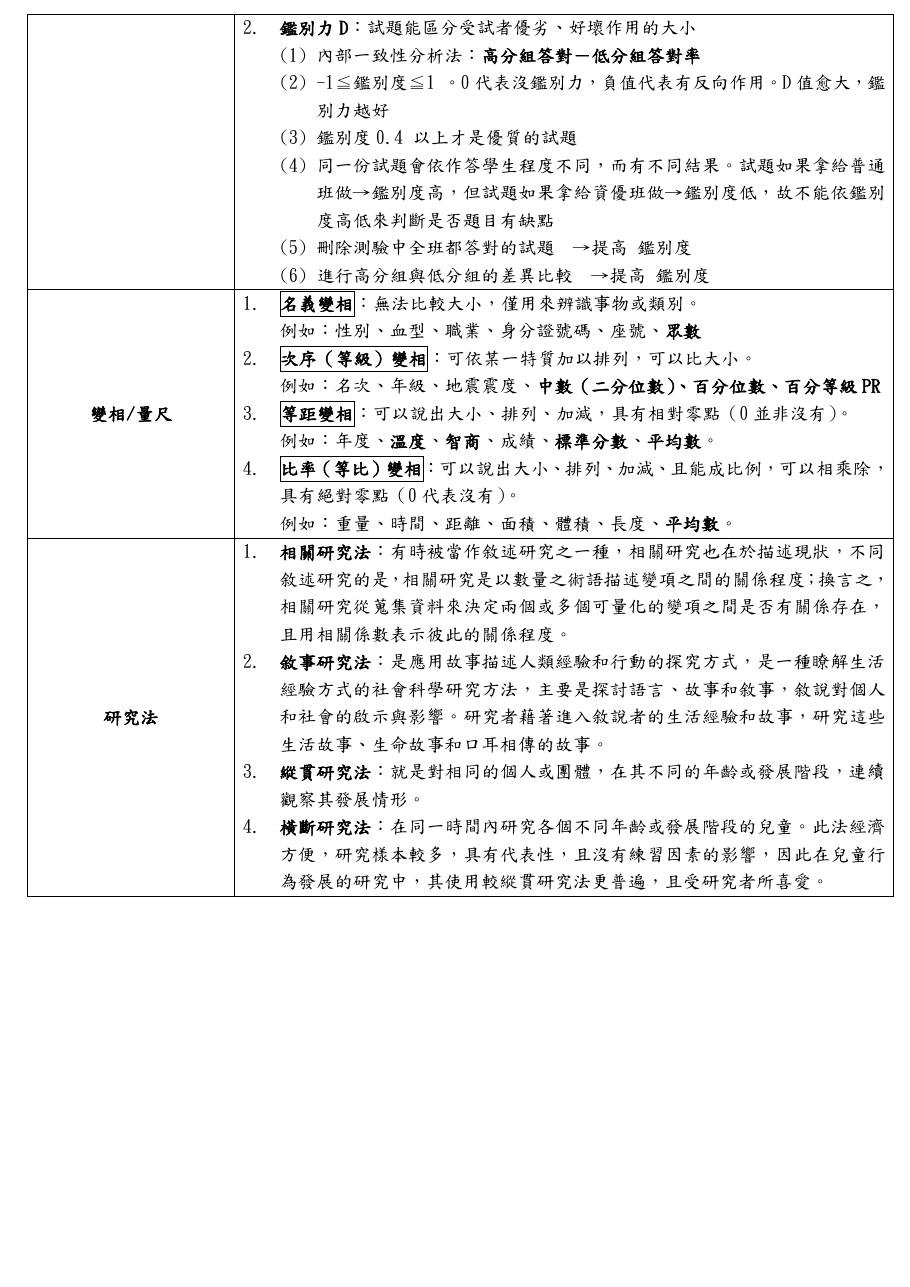 2. 鑑別力 D：試題能區分受試者優劣、好壞作用的大小
(1) 內部一致性分析法：高分組答對－低分組答對率
(2) -1≦鑑別度≦1 。0 代表沒鑑別力，負值代表有反向作用。D 值愈大，鑑
別力越好
(3) 鑑別度 0.4 以上才是優質的試題
(4) 同一份試題會依作答學生程度不同，而有不同結果。試題如果拿給普通
班做→鑑別度高，但試題如果拿給資優班做→鑑別度低，故不能依鑑別
度高低來判斷是否題目有缺點
(5) 刪除測驗中全班都答對的試題 →提高 鑑別度
(6) 進行高分組與低分組的差異比較 →提高 鑑別度
變相/量尺
1. 名義變相：無法比較大小，僅用來辨識事物或類別。
例如：性別、血型、職業、身分證號碼、座號、眾數
2. 次序（等級）變相：可依某一特質加以排列，可以比大小。
例如：名次、年級、地震震度、中數（二分位數）、百分位數、百分等級 PR
3. 等距變相：可以說出大小、排列、加減，具有相對零點（0 並非沒有）。
例如：年度、溫度、智商、成績、標準分數、平均數。
4. 比率（等比）變相：可以說出大小、排列、加減、且能成比例，可以相乘除，
具有絕對零點（0 代表沒有）。
例如：重量、時間、距離、面積、體積、長度、平均數。
研究法
1. 相關研究法：有時被當作敘述研究之一種，相關研究也在於描述現狀，不同
敘述研究的是，相關研究是以數量之術語描述變項之間的關係程度；換言之，
相關研究從蒐集資料來決定兩個或多個可量化的變項之間是否有關係存在，
且用相關係數表示彼此的關係程度。
2. 敘事研究法：是應用故事描述人類經驗和行動的探究方式，是一種瞭解生活
經驗方式的社會科學研究方法，主要是探討語言、故事和敘事，敘說對個人
和社會的啟示與影響。研究者藉著進入敘說者的生活經驗和故事，研究這些
生活故事、生命故事和口耳相傳的故事。
3. 縱貫研究法：就是對相同的個人或團體，在其不同的年齡或發展階段，連續
觀察其發展情形。
4. 橫斷研究法：在同一時間內研究各個不同年齡或發展階段的兒童。此法經濟
方便，研究樣本較多，具有代表性，且沒有練習因素的影響，因此在兒童行
為發展的研究中，其使用較縱貫研究法更普遍，且受研究者所喜愛。